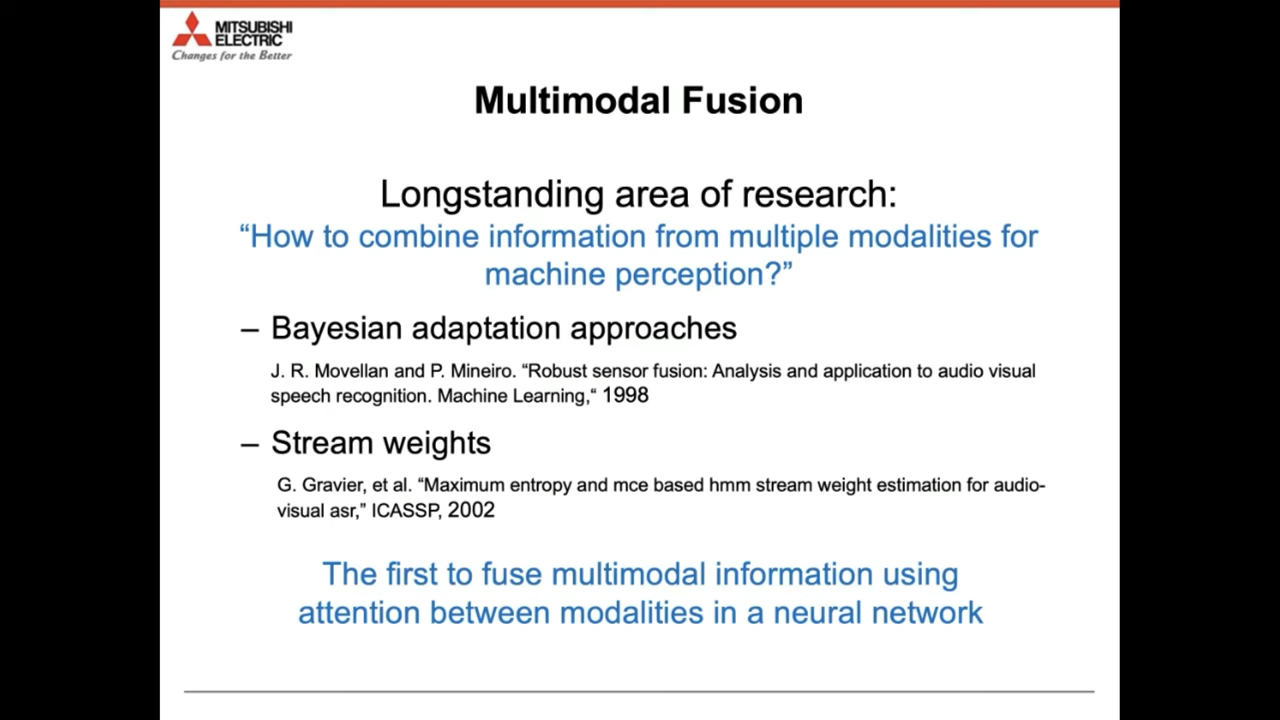 MITSUBISHI
ELECTRIC
Changes for the Better
Multimodal Fusion
Longstanding area of research:
“How to combine information from multiple modalities for
machine perception?”
– Bayesian adaptation approaches
J. R. Movellan and P. Mineiro. “Robust sensor fusion: Analysis and application to audio visual
speech recognition. Machine Learning,“ 1998
– Stream weights
G. Gravier, et al. “Maximum entropy and mce based hmm stream weight estimation for audio-
visual asr,” ICASSP, 2002
The first to fuse multimodal information using
attention between modalities in a neural network